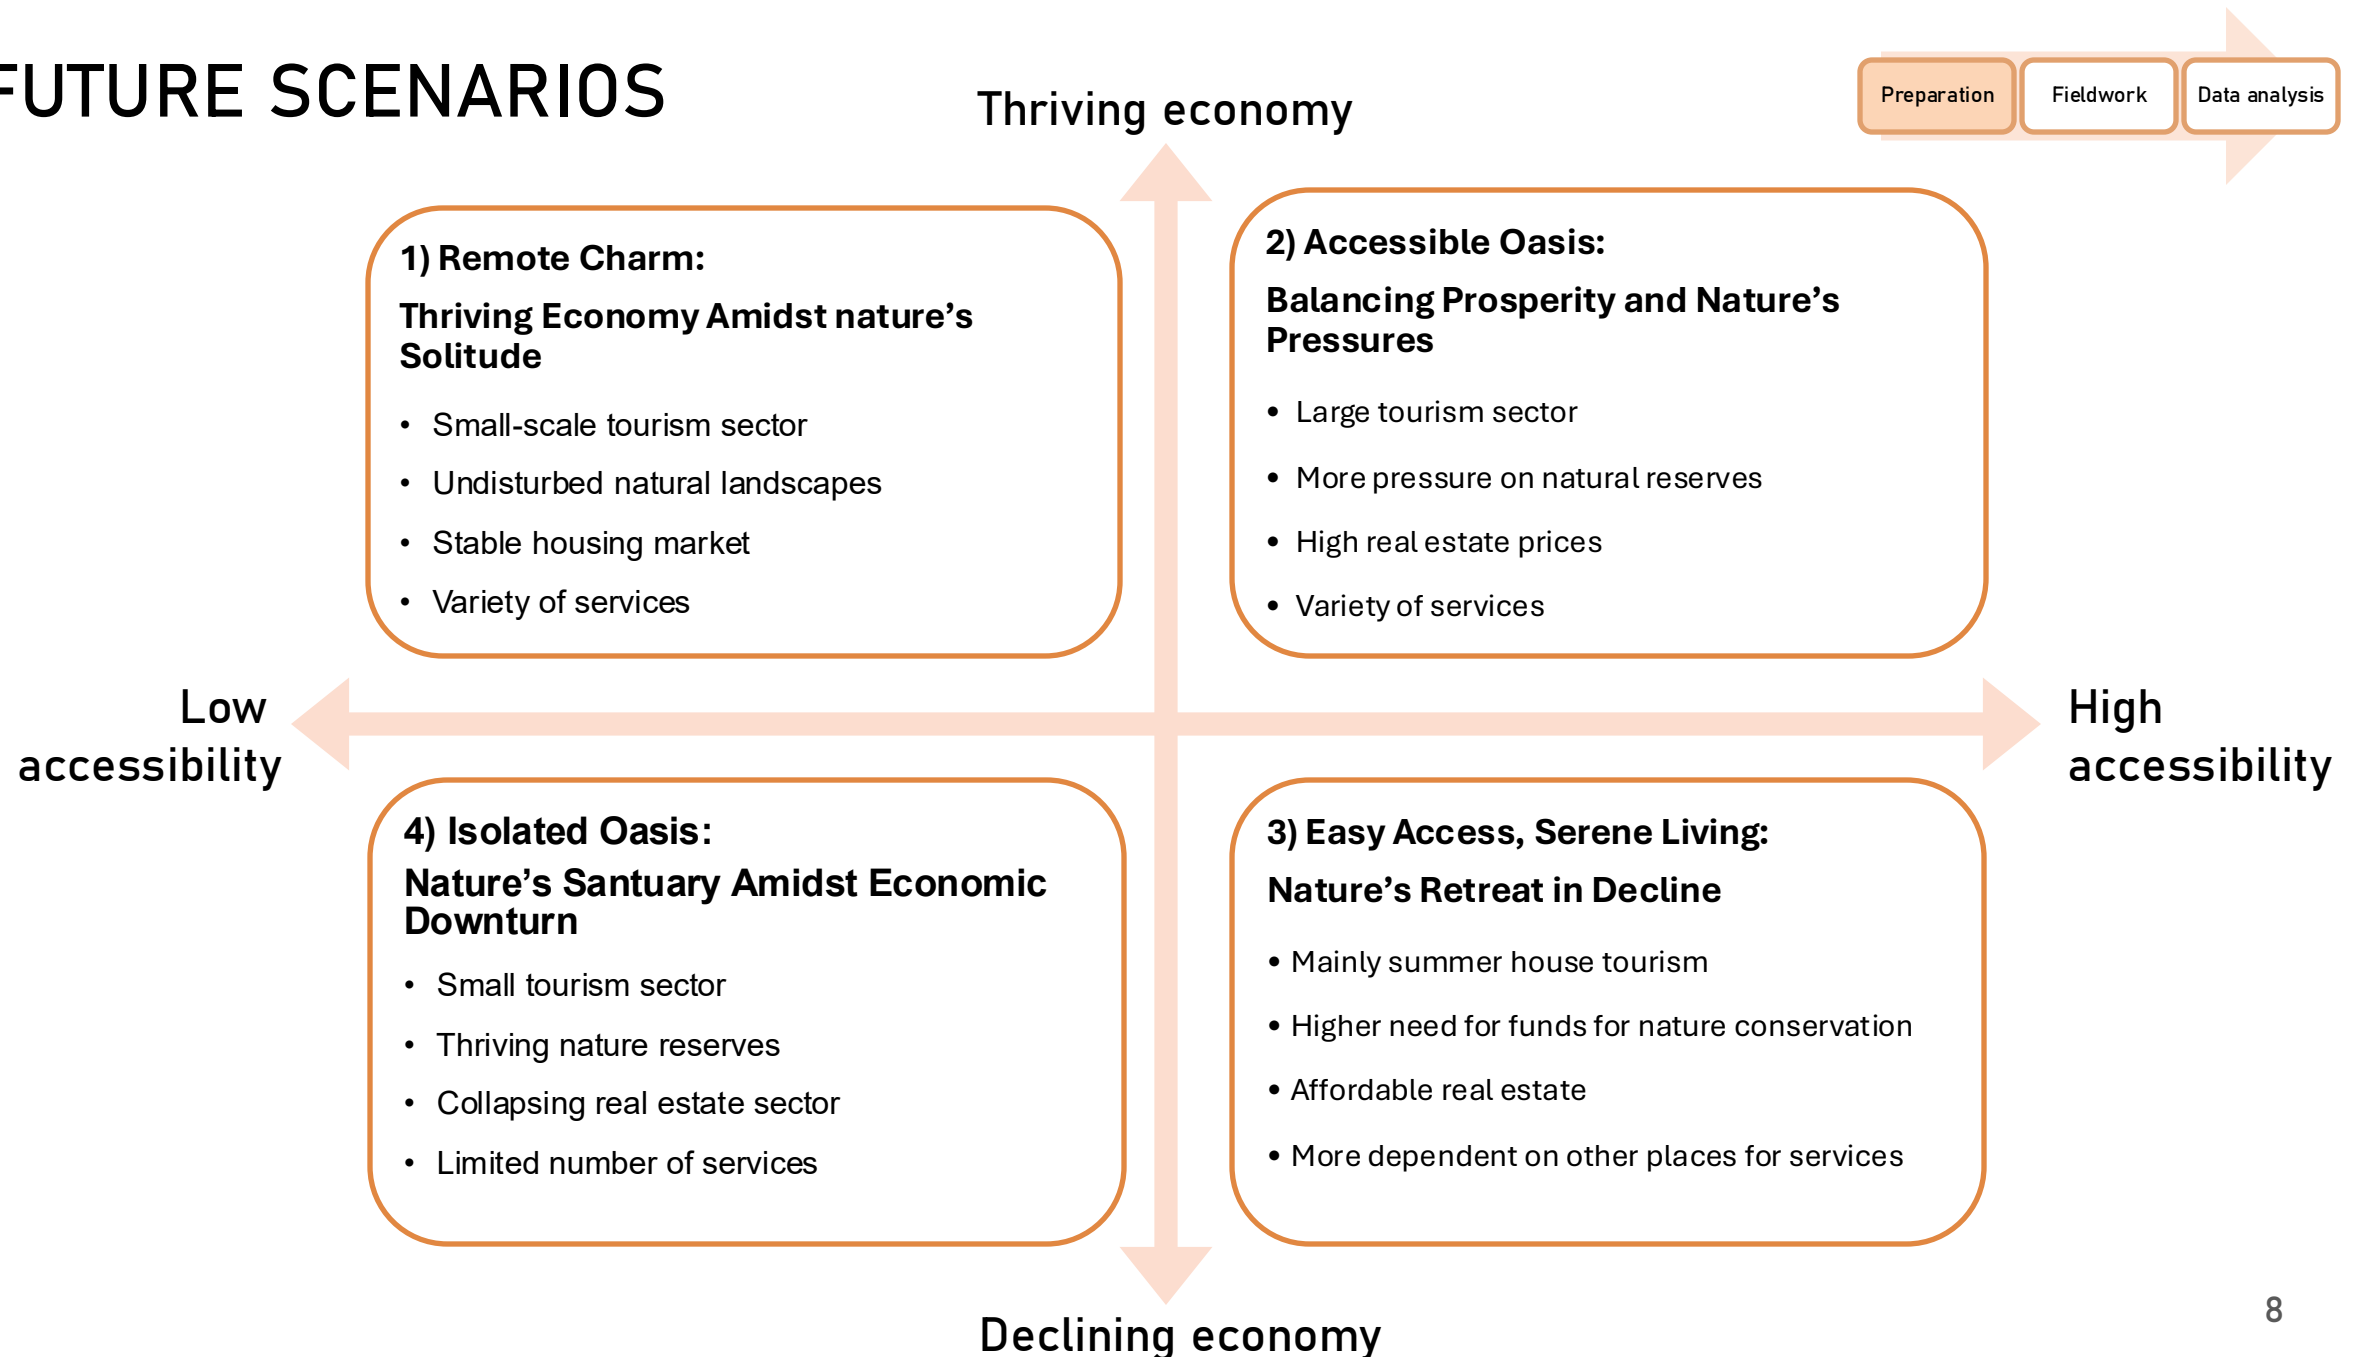 FUTURE SCENARIOS
Preparation
Fieldwork
Data analysis
Thriving economy
1) Remote Charm:
Thriving Economy Amidst nature’s
Solitude
• Small-scale tourism sector
• Undisturbed natural landscapes
• Stable housing market
• Variety of services
2) Accessible Oasis:
Balancing Prosperity and Nature’s
Pressures
• Large tourism sector
• More pressure on natural reserves
• High real estate prices
• Variety of services
Low
accessibility
High
accessibility
4) Isolated Oasis:
Nature’s Santuary Amidst Economic
Downturn
• Small tourism sector
• Thriving nature reserves
• Collapsing real estate sector
• Limited number of services
3) Easy Access, Serene Living:
Nature’s Retreat in Decline
• Mainly summer house tourism
• Higher need for funds for nature conservation
• Affordable real estate
• More dependent on other places for services
Declining economy
8